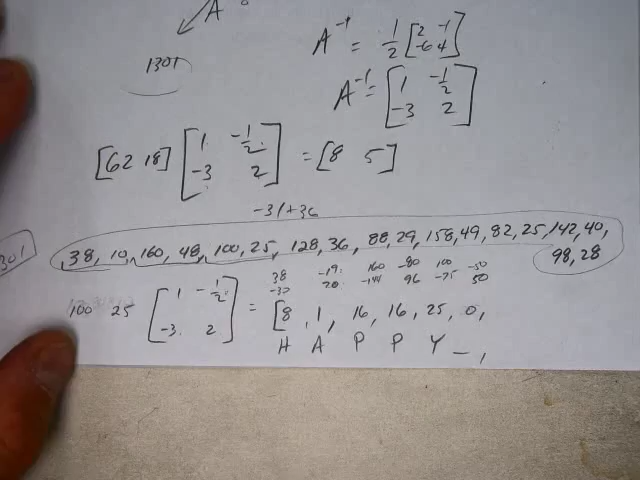 A
1301
A⁻¹ = 1/2 [2 -1
-6 4]
A⁻¹ = [1 -1/2
-3 2]
[62 18] [1 -1/2
-3 2] = [8 5]
-31+36
301
38, 10, 160, 48, 100, 25, 128, 36, 88, 29, 158, 49, 82, 25, 142, 40,
98, 28
38 -19 160 -80 100 -50
-30 20 -144 96 -75 50
100 25 [1 -1/2
-3 2] = [8, 1, 16, 16, 25, 0,
H A P P Y _,